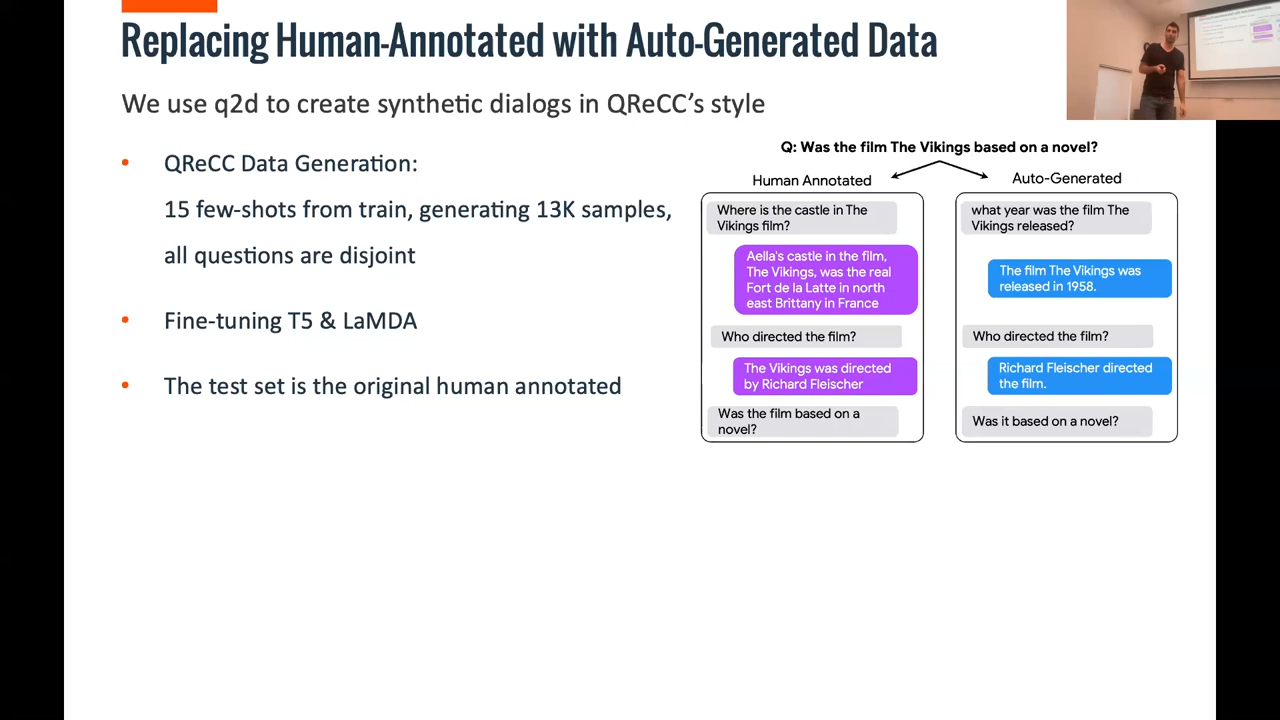 Replacing Human-Annotated with Auto-Generated Data
We use q2d to create synthetic dialogs in QReCC's style
• QReCC Data Generation:
15 few-shots from train, generating 13K samples,
all questions are disjoint
• Fine-tuning T5 & LaMDA
• The test set is the original human annotated
Q: Was the film The Vikings based on a novel?
Human Annotated
Where is the castle in The
Vikings film?
Aella's castle in the film,
The Vikings, was the real
Fort de la Latte in north
east Brittany in France
Who directed the film?
The Vikings was directed
by Richard Fleischer
Was the film based on a
novel?
Auto-Generated
what year was the film The
Vikings released?
The film The Vikings was
released in 1958.
Who directed the film?
Richard Fleischer directed
the film.
Was it based on a novel?